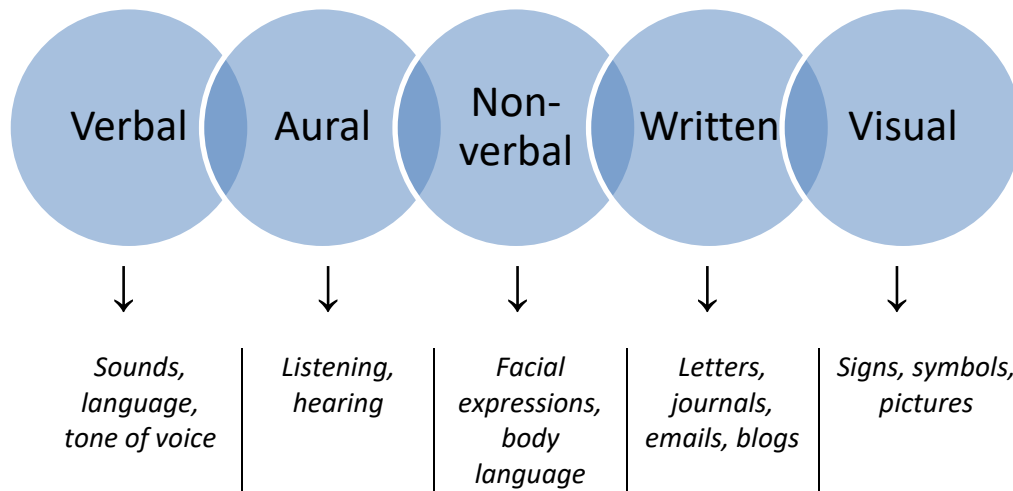 Verbal
Aural
Non-
verbal
Written
Visual
Sounds,
language,
tone of voice
Listening,
hearing
Facial
expressions,
body
language
Letters,
journals,
emails, blogs
Signs, symbols,
pictures